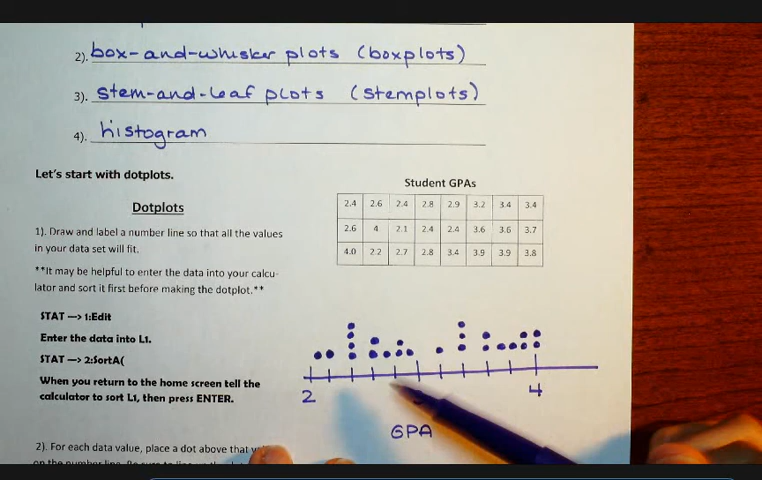 2). box-and-whisker plots (boxplots)
3). stem-and-leaf plots (stemplots)
4). histogram
Let's start with dotplots.
Dotplots
1). Draw and label a number line so that all the values
in your data set will fit.
**It may be helpful to enter the data into your calcu-
lator and sort it first before making the dotplot.**
STAT —> 1:Edit
Enter the data into L1.
STAT —> 2:SortA(
When you return to the home screen tell the
calculator to sort L1, then press ENTER.
2). For each data value, place a dot above that
on the number line.
Student GPAs
2.4 2.6 2.4 2.8 2.9 3.2 3.4 3.4
2.6 4 2.1 2.4 2.4 3.6 3.6 3.7
4.0 2.2 2.7 2.8 3.4 3.9 3.9 3.8
2 4
GPA